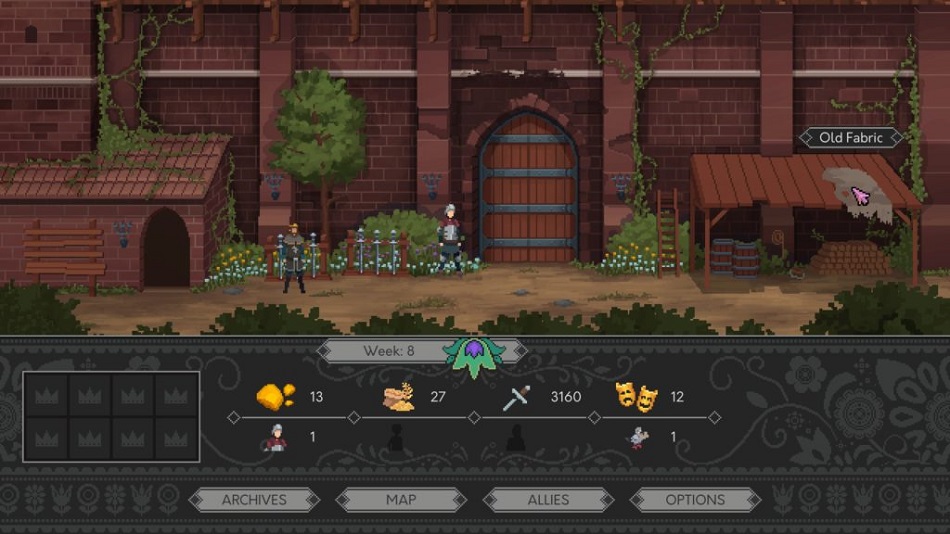 Old Fabric
Week: 8
13
27
3160
12
1
1
ARCHIVES
MAP
ALLIES
OPTIONS